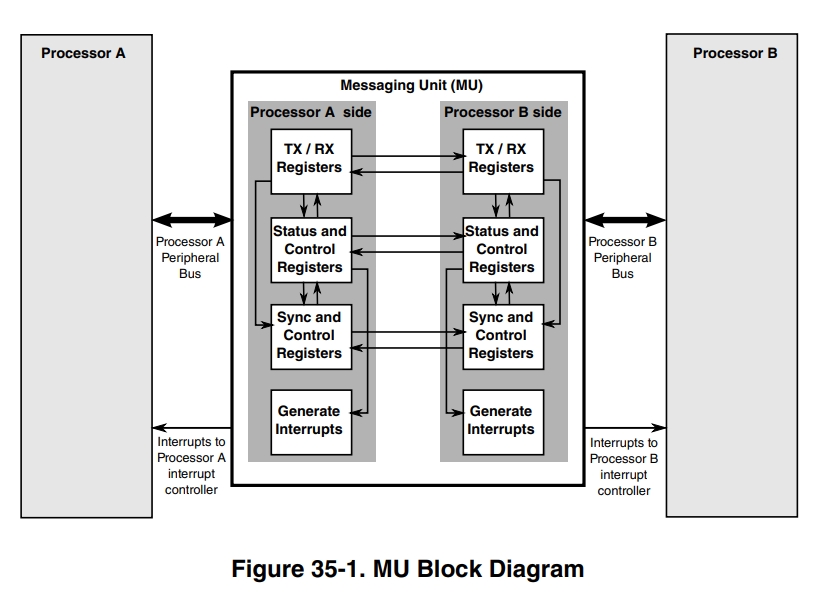 Processor A
Processor B
Messaging Unit (MU)
Processor A side
Processor B side
TX / RX
Registers
TX / RX
Registers
Status and
Control
Registers
Status and
Control
Registers
Processor A
Peripheral
Bus
Processor B
Peripheral
Bus
Sync and
Control
Registers
Sync and
Control
Registers
Generate
Interrupts
Generate
Interrupts
Interrupts to
Processor A
interrupt
controller
Interrupts to
Processor B
interrupt
controller
Figure 35-1. MU Block Diagram